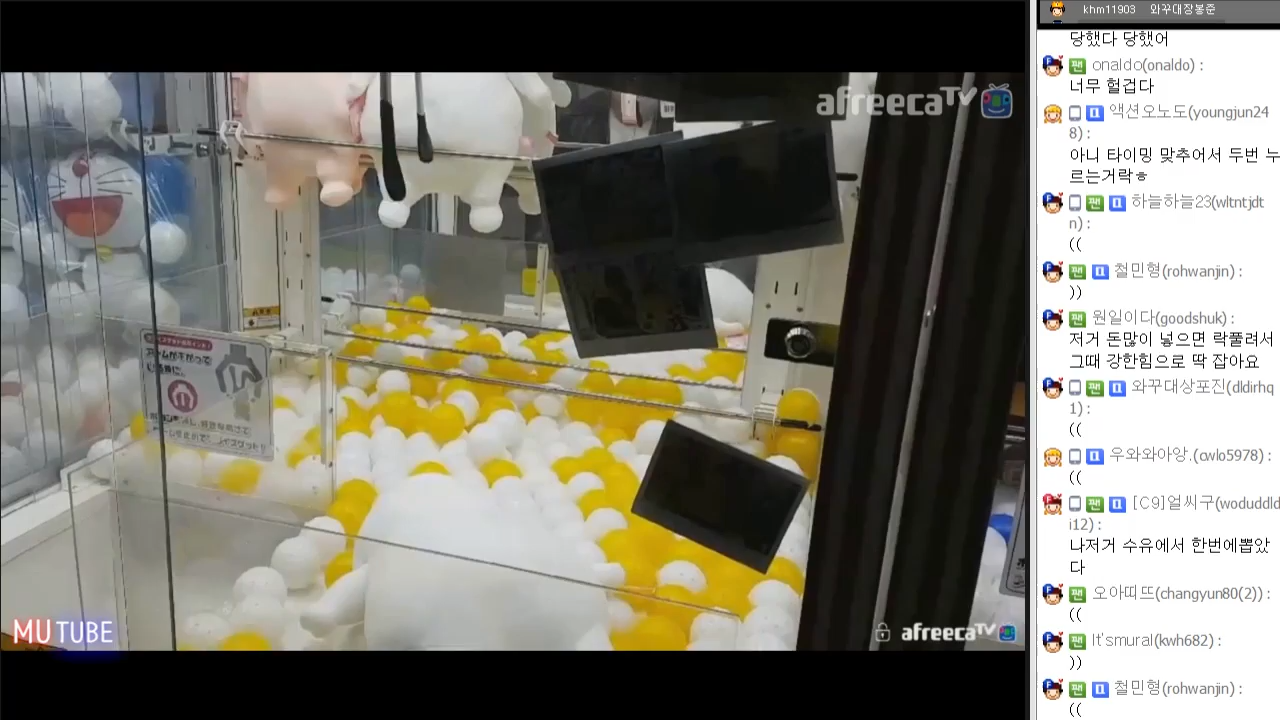 khm11903 와꾸대장봉준
당했다 당했어
onaldo(onaldo) :
너무 헐겁다
액션오노도(youngjun24
8) :
아니 타이밍 맞추어서 두번 누
르는거락ㅎ
하늘하늘23(wltntjdt
n) :
((
철민형(rohwanjin) :
))
원일이다(goodshuk) :
저거 돈많이 넣으면 락풀려서
그때 강한힘으로 딱 잡아요
와꾸대상포진(dldirhq
1) :
((
우와와아앙.(cwlo5978) :
((
[C9]얼씨구(woduddld
i12) :
나저거 수유에서 한번에뽑았
다
오아띠뜨(changyun80(2)) :
((
It'smural(kwh682) :
))
철민형(rohwanjin) :
((
afreecaTV
MU TUBE
afreecaTV